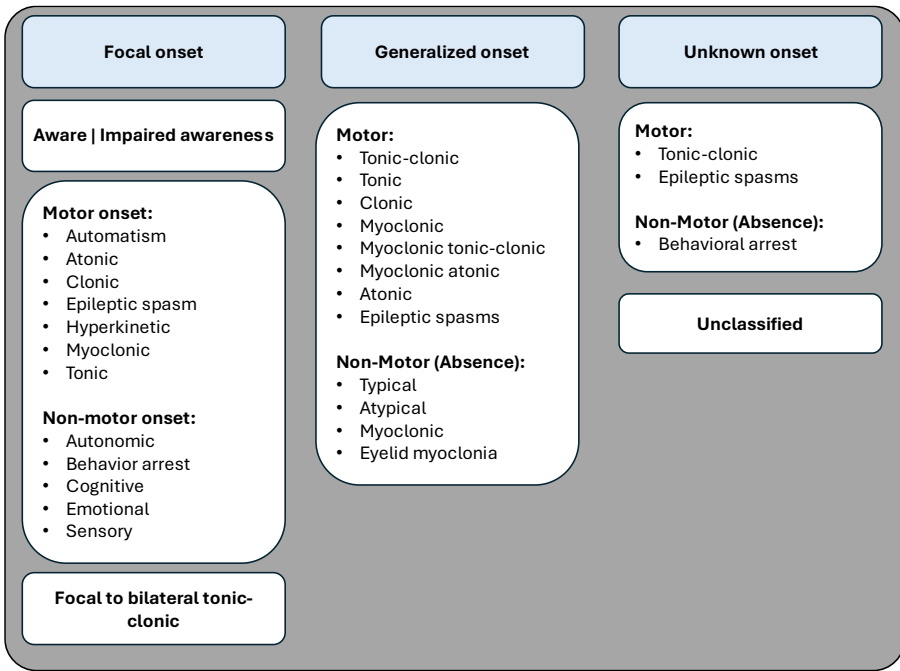 Focal onset
Aware | Impaired awareness
Motor onset:
• Automatism
• Atonic
• Clonic
• Epileptic spasm
• Hyperkinetic
• Myoclonic
• Tonic
Non-motor onset:
• Autonomic
• Behavior arrest
• Cognitive
• Emotional
• Sensory
Focal to bilateral tonic-
clonic
Generalized onset
Motor:
• Tonic-clonic
• Tonic
• Clonic
• Myoclonic
• Myoclonic tonic-clonic
• Myoclonic atonic
• Atonic
• Epileptic spasms
Non-Motor (Absence):
• Typical
• Atypical
• Myoclonic
• Eyelid myoclonia
Unknown onset
Motor:
• Tonic-clonic
• Epileptic spasms
Non-Motor (Absence):
• Behavioral arrest
Unclassified